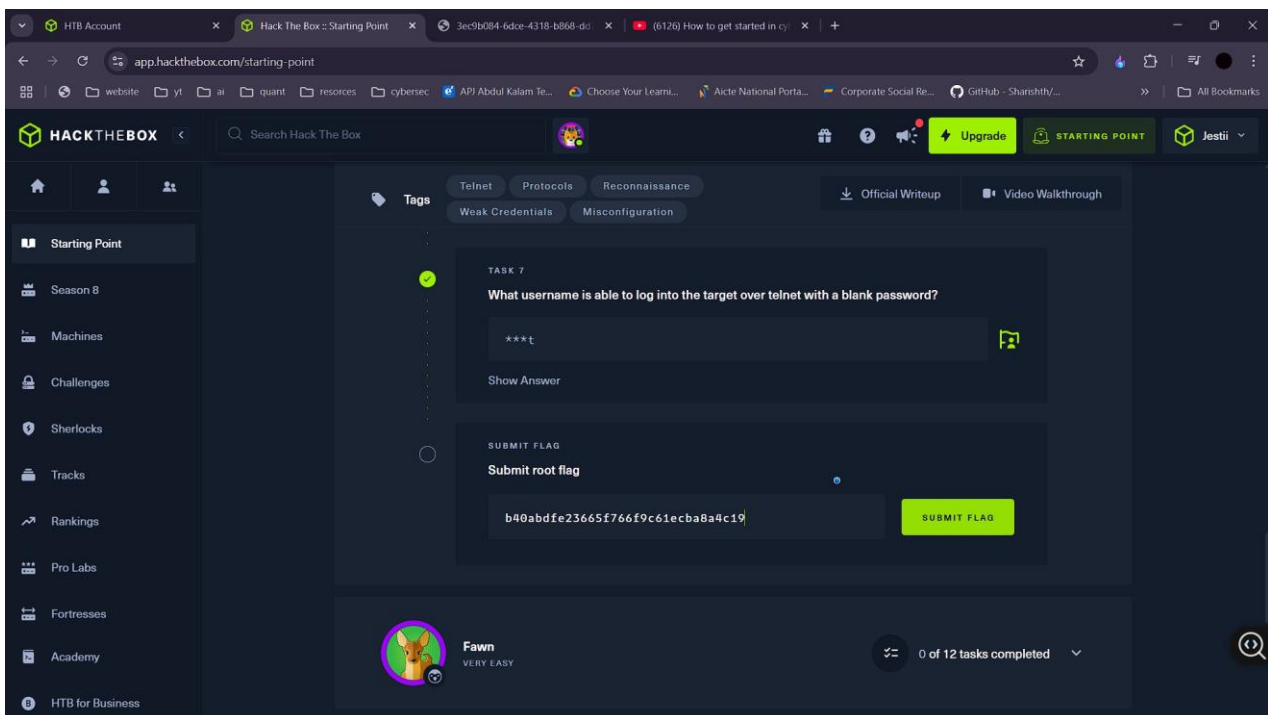 HTB Account
Hack The Box :: Starting Point
3ec9b084-6dce-4318-b868-dd
(6126) How to get started in cy
app.hackthebox.com/starting-point
website
yt
ai
quant
resorces
cybersec
APJ Abdul Kalam Te...
Choose Your Learni...
Aicte National Porta...
Corporate Social Re...
GitHub - Sharishth/...
»
All Bookmarks
HACKTHEBOX
Search Hack The Box
Upgrade
STARTING POINT
Jestii
Starting Point
Season 8
Machines
Challenges
Sherlocks
Tracks
Rankings
Pro Labs
Fortresses
Academy
HTB for Business
Tags
Telnet
Protocols
Reconnaissance
Weak Credentials
Misconfiguration
Official Writeup
Video Walkthrough
TASK 7
What username is able to log into the target over telnet with a blank password?
***t
Show Answer
SUBMIT FLAG
Submit root flag
b40abdfe23665f766f9c61ecba8a4c19
SUBMIT FLAG
Fawn
VERY EASY
0 of 12 tasks completed